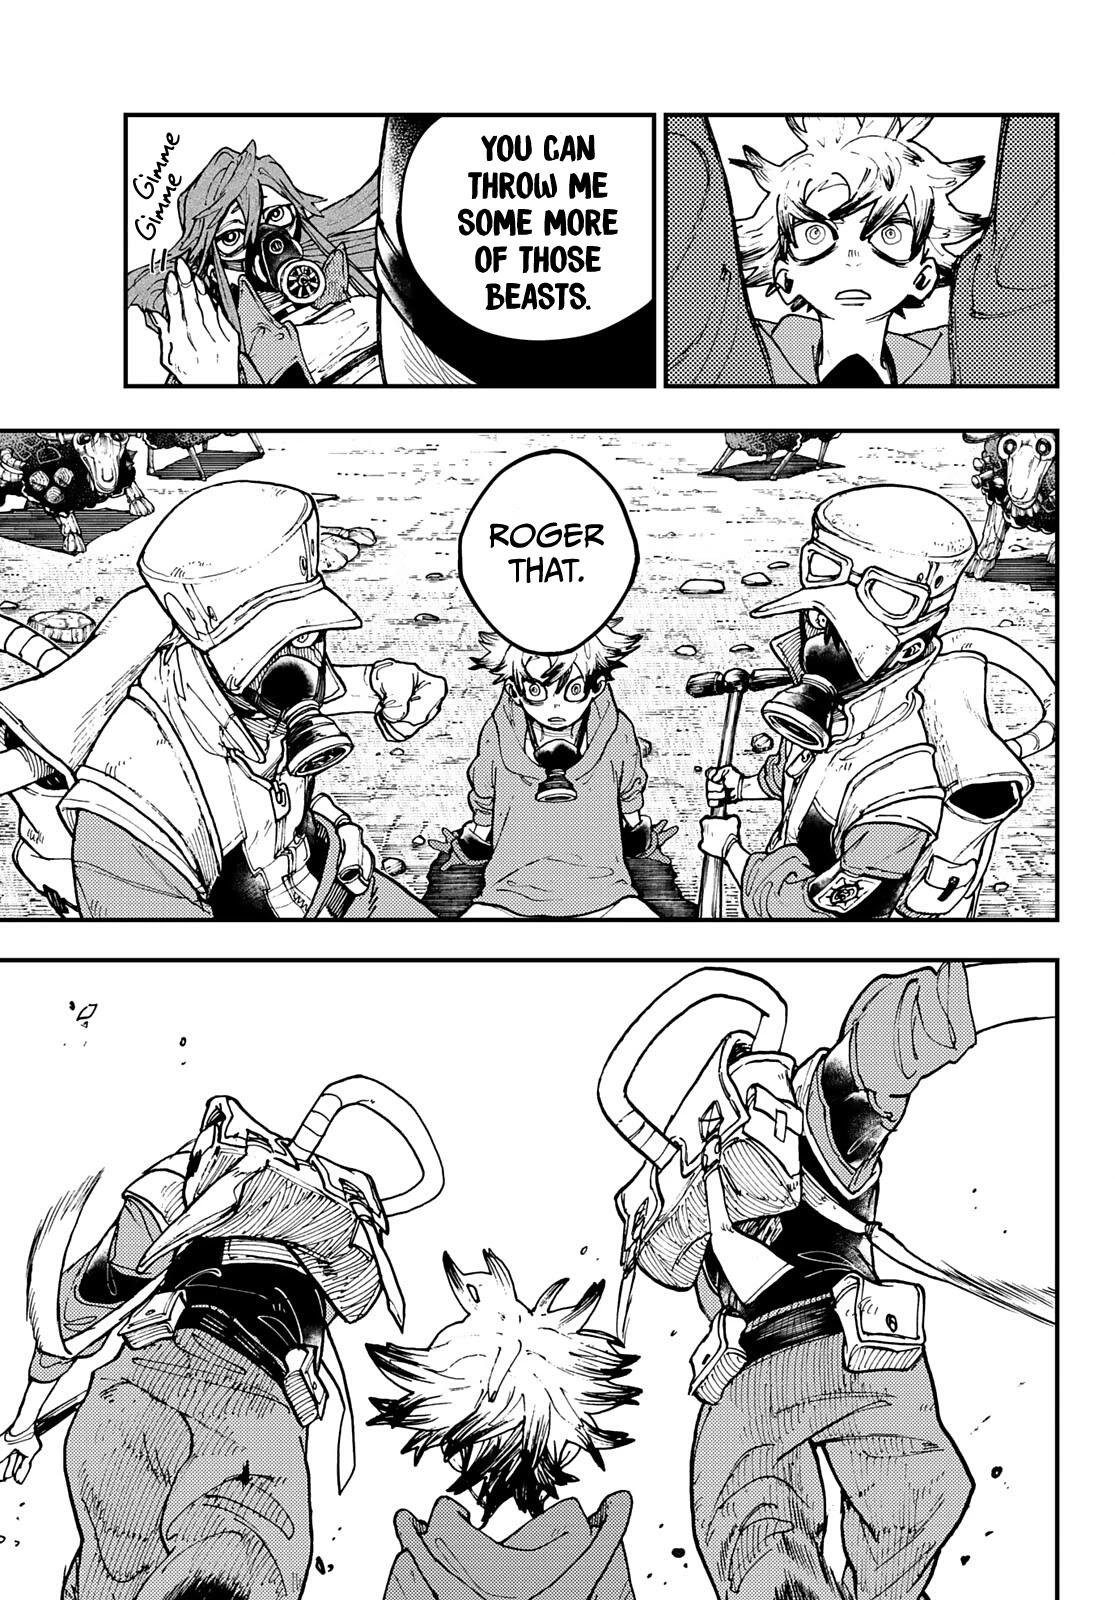 YOU CAN
THROW ME
SOME MORE
OF THOSE
BEASTS.
Gimme
Gimme
ROGER
THAT.